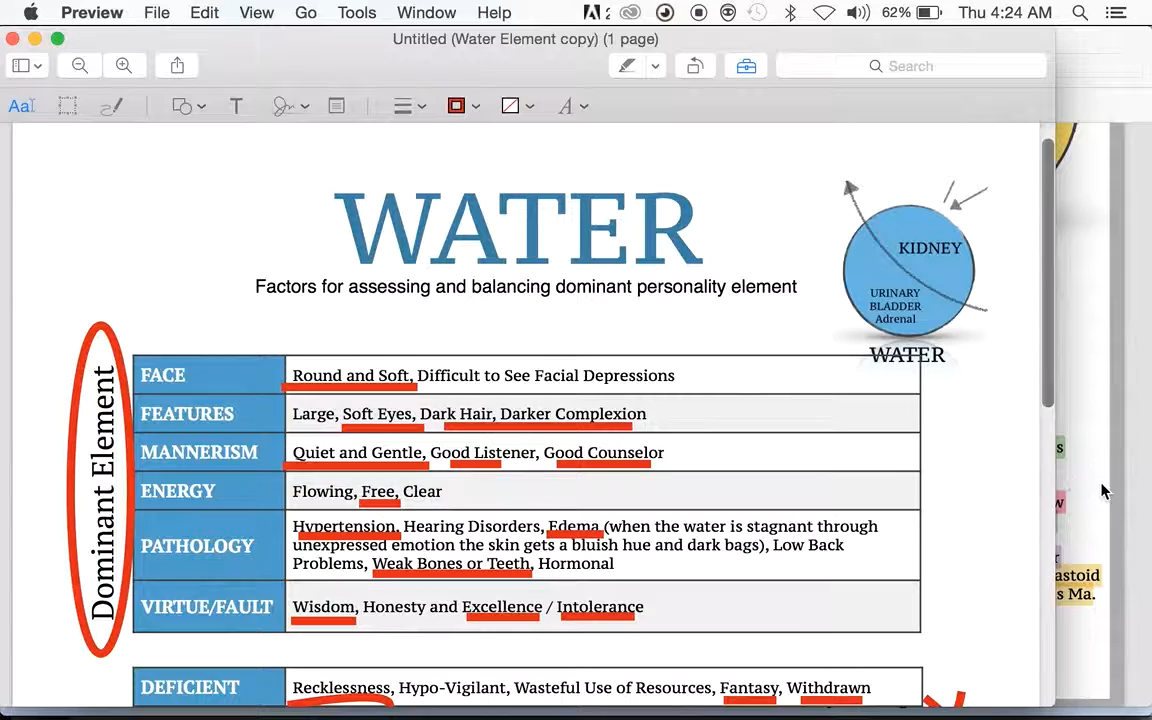 Preview File Edit View Go Tools Window Help 2 62% Thu 4:24 AM
Untitled (Water Element copy) (1 page)
Search
AaI T A
WATER
Factors for assessing and balancing dominant personality element
KIDNEY
URINARY
BLADDER
Adrenal
WATER
Dominant Element
FACE Round and Soft, Difficult to See Facial Depressions
FEATURES Large, Soft Eyes, Dark Hair, Darker Complexion
MANNERISM Quiet and Gentle, Good Listener, Good Counselor
ENERGY Flowing, Free, Clear
PATHOLOGY Hypertension, Hearing Disorders, Edema (when the water is stagnant through
unexpressed emotion the skin gets a bluish hue and dark bags), Low Back
Problems, Weak Bones or Teeth, Hormonal
VIRTUE/FAULT Wisdom, Honesty and Excellence / Intolerance
DEFICIENT Recklessness, Hypo-Vigilant, Wasteful Use of Resources, Fantasy, Withdrawn
s
w
r
astoid
s Ma.